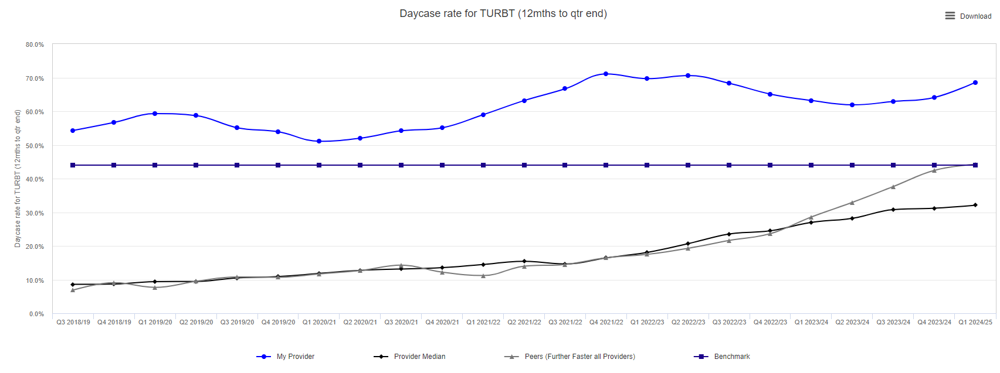 Daycase rate for TURBT (12mths to qtr end)
Download
Daycase rate for TURBT (12mths to qtr end)
80.0%
70.0%
60.0%
50.0%
40.0%
30.0%
20.0%
10.0%
0.0%
Q3 2018/19 Q4 2018/19 Q1 2019/20 Q2 2019/20 Q3 2019/20 Q4 2019/20 Q1 2020/21 Q2 2020/21 Q3 2020/21 Q4 2020/21 Q1 2021/22 Q2 2021/22 Q3 2021/22 Q4 2021/22 Q1 2022/23 Q2 2022/23 Q3 2022/23 Q4 2022/23 Q1 2023/24 Q2 2023/24 Q3 2023/24 Q4 2023/24 Q1 2024/25
My Provider Provider Median Peers (Further Faster all Providers) Benchmark